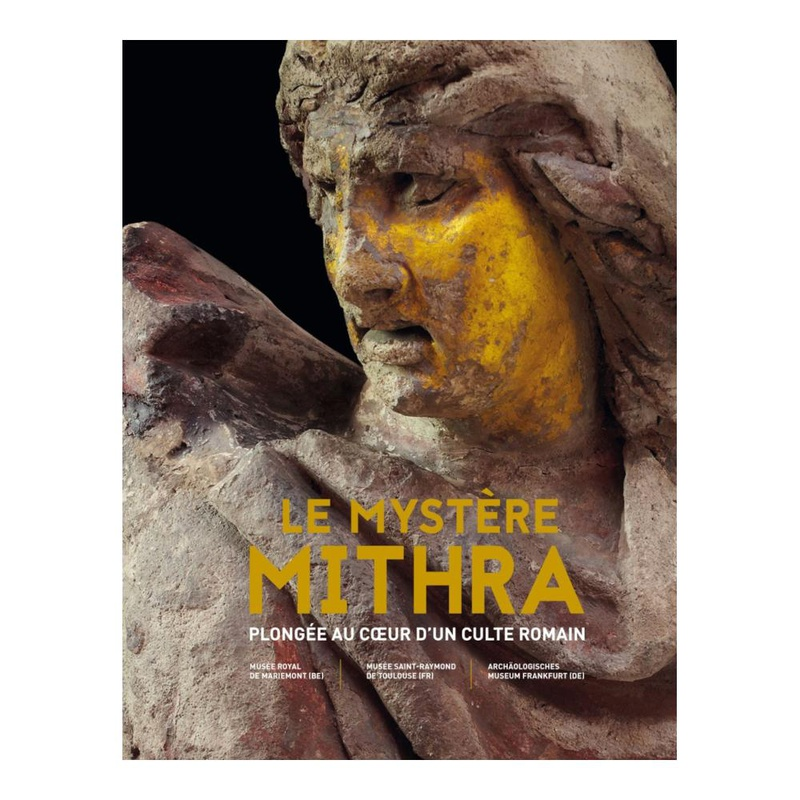 LE MYSTÈRE
MITHRA
PLONGÉE AU CŒUR D'UN CULTE ROMAIN
MUSÉE ROYAL
DE MARIEMONT (BE)
MUSÉE SAINT-RAYMOND
DE TOULOUSE (FR)
ARCHÄOLOGISCHES
MUSEUM FRANKFURT (DE)